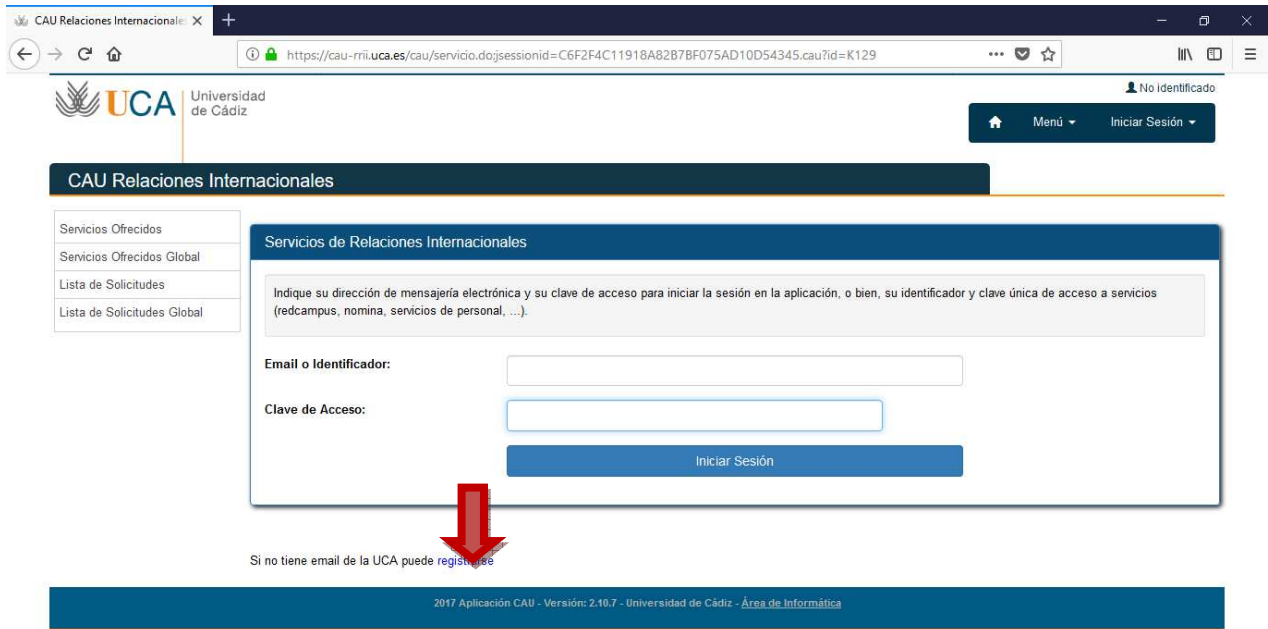 CAU Relaciones Internacionale
https://cau-rrii.uca.es/cau/servicio.do;jsessionid=C6F2F4C11918A82B7BF075AD10D54345.cau?id=K129
UCA Universidad de Cádiz
No identificado
Menú
Iniciar Sesión
CAU Relaciones Internacionales
Servicios Ofrecidos
Servicios Ofrecidos Global
Lista de Solicitudes
Lista de Solicitudes Global
Servicios de Relaciones Internacionales
Indique su dirección de mensajería electrónica y su clave de acceso para iniciar la sesión en la aplicación, o bien, su identificador y clave única de acceso a servicios
(redcampus, nomina, servicios de personal, ...).
Email o Identificador:
Clave de Acceso:
Iniciar Sesión
Si no tiene email de la UCA puede registrarse
2017 Aplicación CAU - Versión: 2.10.7 - Universidad de Cádiz - Área de Informática